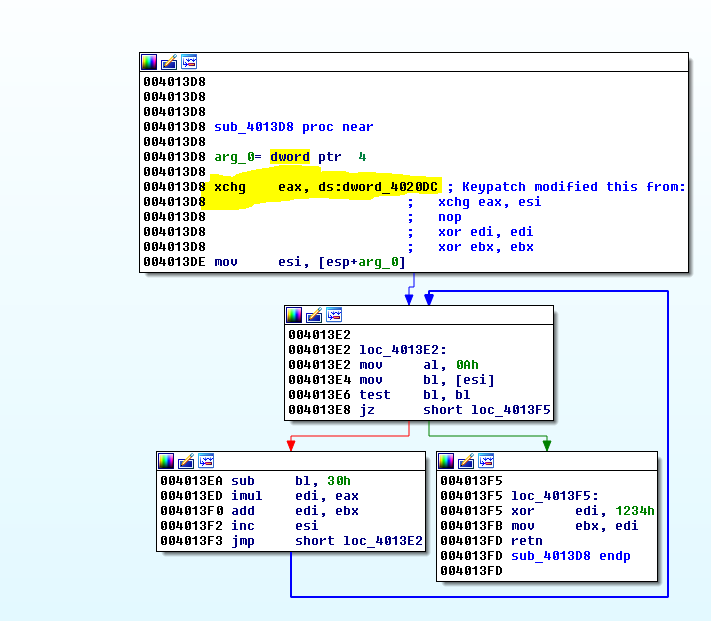 004013D8
004013D8
004013D8
004013D8 sub_4013D8 proc near
004013D8
004013D8 arg_0= dword ptr  4
004013D8
004013D8 xchg    eax, ds:dword_4020DC ; Keypatch modified this from:
004013D8                         ;   xchg eax, esi
004013D8                         ;   nop
004013D8                         ;   xor edi, edi
004013D8                         ;   xor ebx, ebx
004013DE mov     esi, [esp+arg_0]
004013E2
004013E2 loc_4013E2:
004013E2 mov     al, 0Ah
004013E4 mov     bl, [esi]
004013E6 test    bl, bl
004013E8 jz      short loc_4013F5
004013EA sub     bl, 30h
004013ED imul    edi, eax
004013F0 add     edi, ebx
004013F2 inc     esi
004013F3 jmp     short loc_4013E2
004013F5
004013F5 loc_4013F5:
004013F5 xor     edi, 1234h
004013FB mov     ebx, edi
004013FD retn
004013FD sub_4013D8 endp
004013FD